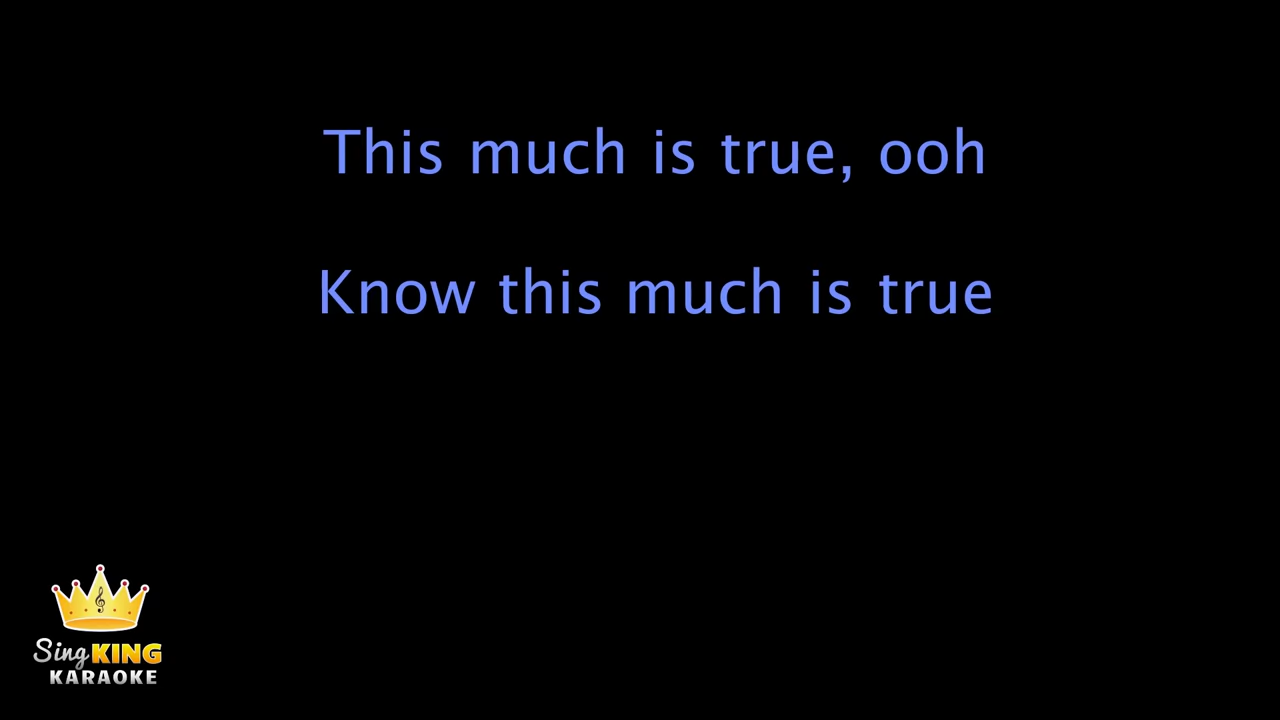 This much is true, ooh
Know this much is true
Sing KING
KARAOKE